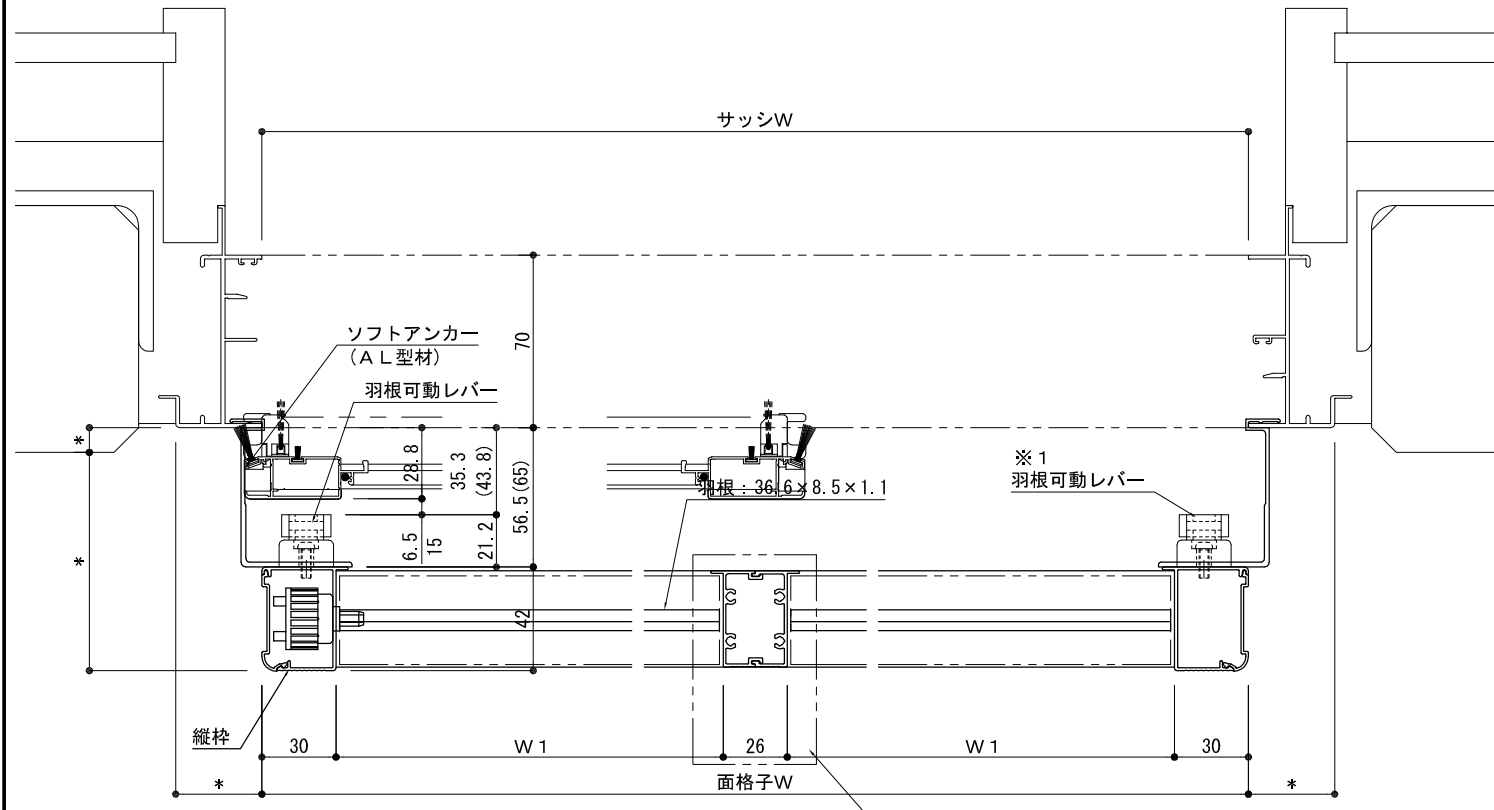 サッシW
70
ソフトアンカー
(AL型材)
羽根可動レバー
*
28.8
35.3
(43.8)
56.5(65)
※1
羽根可動レバー
羽根:36.6×8.5×1.1
6.5
15
21.2
*
42
縦枠
30
W1
26
W1
30
*
面格子W
*